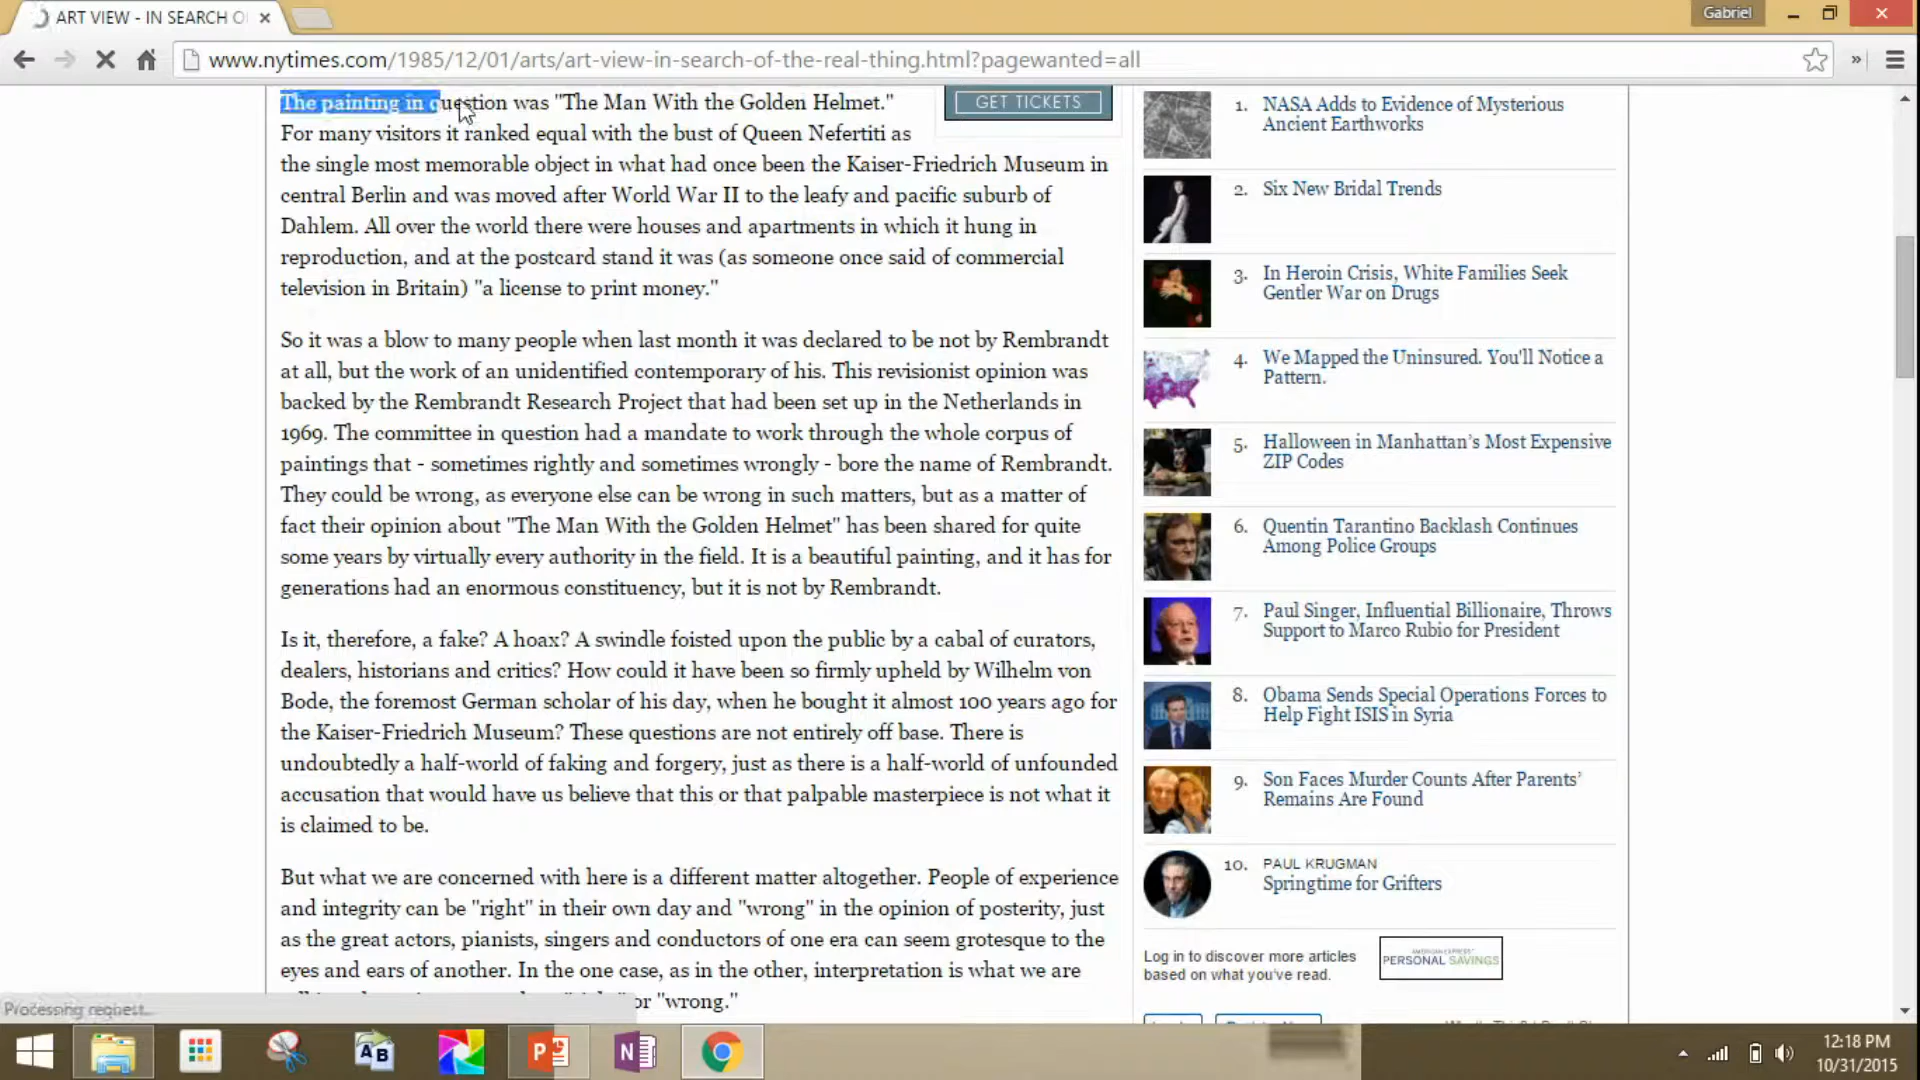 ART VIEW - IN SEARCH O
Gabriel
www.nytimes.com/1985/12/01/arts/art-view-in-search-of-the-real-thing.html?pagewanted=all
The painting in question was "The Man With the Golden Helmet."
For many visitors it ranked equal with the bust of Queen Nefertiti as
the single most memorable object in what had once been the Kaiser-Friedrich Museum in
central Berlin and was moved after World War II to the leafy and pacific suburb of
Dahlem. All over the world there were houses and apartments in which it hung in
reproduction, and at the postcard stand it was (as someone once said of commercial
television in Britain) "a license to print money."
So it was a blow to many people when last month it was declared to be not by Rembrandt
at all, but the work of an unidentified contemporary of his. This revisionist opinion was
backed by the Rembrandt Research Project that had been set up in the Netherlands in
1969. The committee in question had a mandate to work through the whole corpus of
paintings that - sometimes rightly and sometimes wrongly - bore the name of Rembrandt.
They could be wrong, as everyone else can be wrong in such matters, but as a matter of
fact their opinion about "The Man With the Golden Helmet" has been shared for quite
some years by virtually every authority in the field. It is a beautiful painting, and it has for
generations had an enormous constituency, but it is not by Rembrandt.
Is it, therefore, a fake? A hoax? A swindle foisted upon the public by a cabal of curators,
dealers, historians and critics? How could it have been so firmly upheld by Wilhelm von
Bode, the foremost German scholar of his day, when he bought it almost 100 years ago for
the Kaiser-Friedrich Museum? These questions are not entirely off base. There is
undoubtedly a half-world of faking and forgery, just as there is a half-world of unfounded
accusation that would have us believe that this or that palpable masterpiece is not what it
is claimed to be.
But what we are concerned with here is a different matter altogether. People of experience
and integrity can be "right" in their own day and "wrong" in the opinion of posterity, just
as the great actors, pianists, singers and conductors of one era can seem grotesque to the
eyes and ears of another. In the one case, as in the other, interpretation is what we are
or "wrong."
Processing request...
GET TICKETS
1. NASA Adds to Evidence of Mysterious
Ancient Earthworks
2. Six New Bridal Trends
3. In Heroin Crisis, White Families Seek
Gentler War on Drugs
4. We Mapped the Uninsured. You'll Notice a
Pattern.
5. Halloween in Manhattan's Most Expensive
ZIP Codes
6. Quentin Tarantino Backlash Continues
Among Police Groups
7. Paul Singer, Influential Billionaire, Throws
Support to Marco Rubio for President
8. Obama Sends Special Operations Forces to
Help Fight ISIS in Syria
9. Son Faces Murder Counts After Parents'
Remains Are Found
10. PAUL KRUGMAN
Springtime for Grifters
Log in to discover more articles
based on what you've read.
AMERICAN EXPRESS
PERSONAL SAVINGS
AB
P
N
12:18 PM
10/31/2015